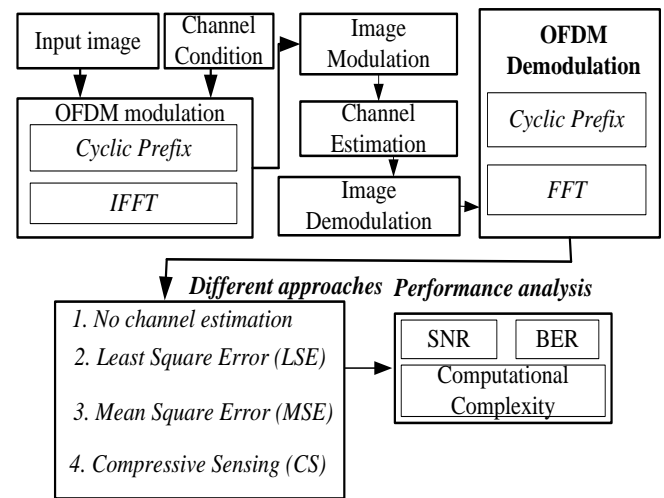 Input image
Channel
Condition
OFDM modulation
Cyclic Prefix
IFFT
Image
Modulation
Channel
Estimation
Image
Demodulation
OFDM
Demodulation
Cyclic Prefix
FFT
Different approaches
1. No channel estimation
2. Least Square Error (LSE)
3. Mean Square Error (MSE)
4. Compressive Sensing (CS)
Performance analysis
SNR
BER
Computational
Complexity